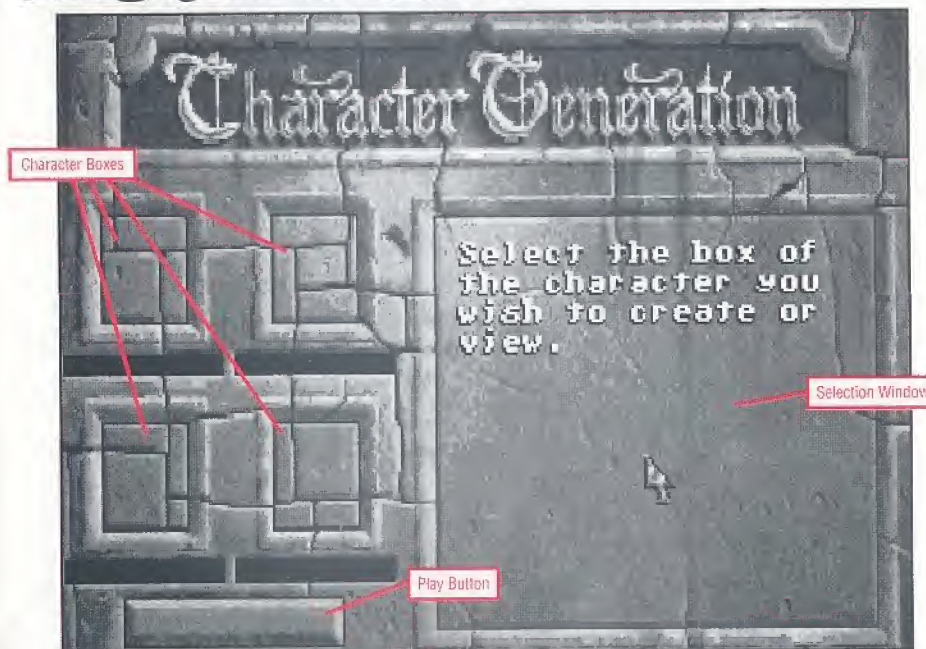 Character Generation
Character Boxes
Select the box of
the character you
wish to create or
view.
Selection Window
Play Button